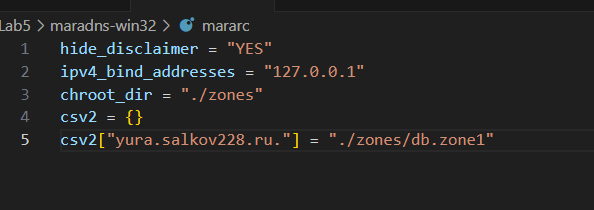 Lab5 > maradns-win32 > mararc
1 hide_disclaimer = "YES"
2 ipv4_bind_addresses = "127.0.0.1"
3 chroot_dir = "./zones"
4 csv2 = {}
5 csv2["yura.salkov228.ru."] = "./zones/db.zone1"